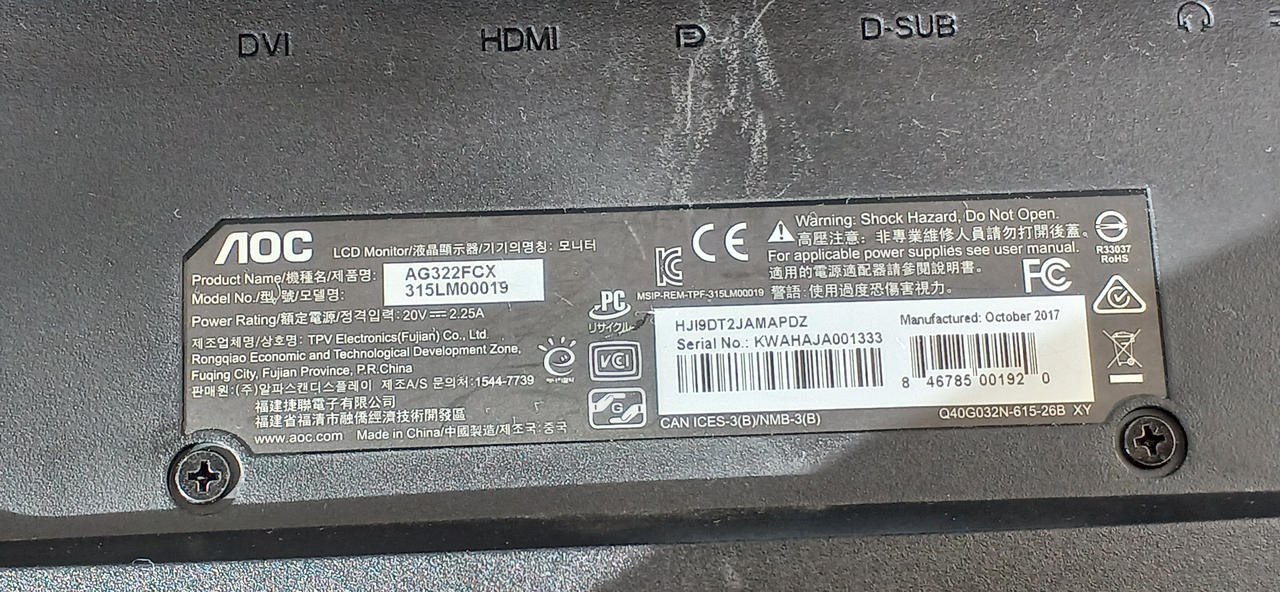 DVI
HDMI
D-SUB
AOC
LCD Monitor/液晶顯示器/기기의명칭: 모니터
Product Name/機種名/제품명:
AG322FCX
Model No./型號/모델명:
315LM00019
Power Rating/額定電源/정격입력: 20V ⎓ 2.25A
제조업체명/상호명: TPV Electronics(Fujian) Co., Ltd.
Rongqiao Economic and Technological Development Zone,
Fuqing City, Fujian Province, P.R.China
판매원:(주)알파스캔디스플레이 제조A/S 문의처:1544-7739
福建捷聯電子有限公司
福建省福清市融僑經濟技術開發區
www.aoc.com Made in China/中國製造/제조국:중국
PC
リサイクル
VCI
G
KC
MSIP-REM-TPF-315LM00019
CE
Warning: Shock Hazard, Do Not Open.
高壓注意: 非專業維修人員請勿打開後蓋。
For applicable power supplies see user manual.
適用的電源適配器請參閱說明書。
警語:使用過度恐傷害視力。
FC
R33037
RoHS
HJI9DT2JAMAPDZ
Serial No.: KWAHAJA001333
Manufactured: October 2017
8 46785 00192 0
CAN ICES-3(B)/NMB-3(B)
Q40G032N-615-26B XY